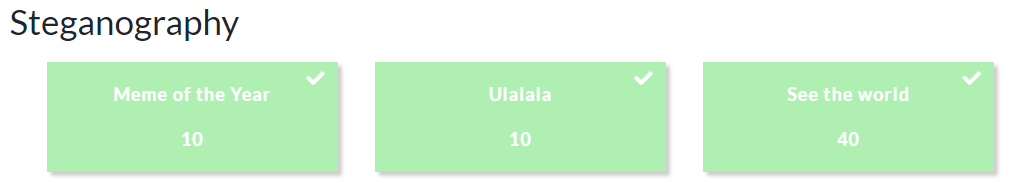 Steganography
Meme of the Year
Ulalala
See the world
10
10
40